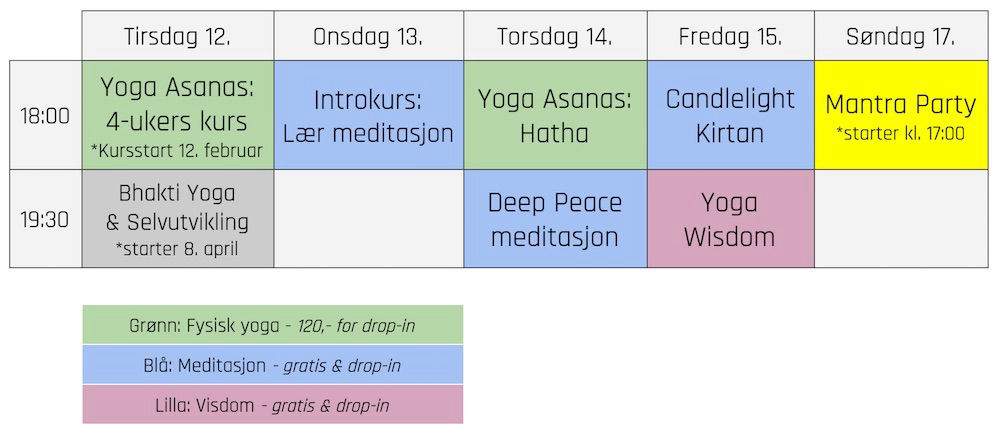 Tirsdag 12.
Onsdag 13.
Torsdag 14.
Fredag 15.
Søndag 17.
18:00
Yoga Asanas:
4-ukers kurs
*Kursstart 12. februar
Introkurs:
Lær meditasjon
Yoga Asanas:
Hatha
Candlelight
Kirtan
Mantra Party
*starter kl. 17:00
19:30
Bhakti Yoga
& Selvutvikling
*starter 8. april
Deep Peace
meditasjon
Yoga
Wisdom
Grønn: Fysisk yoga - 120,- for drop-in
Blå: Meditasjon - gratis & drop-in
Lilla: Visdom - gratis & drop-in